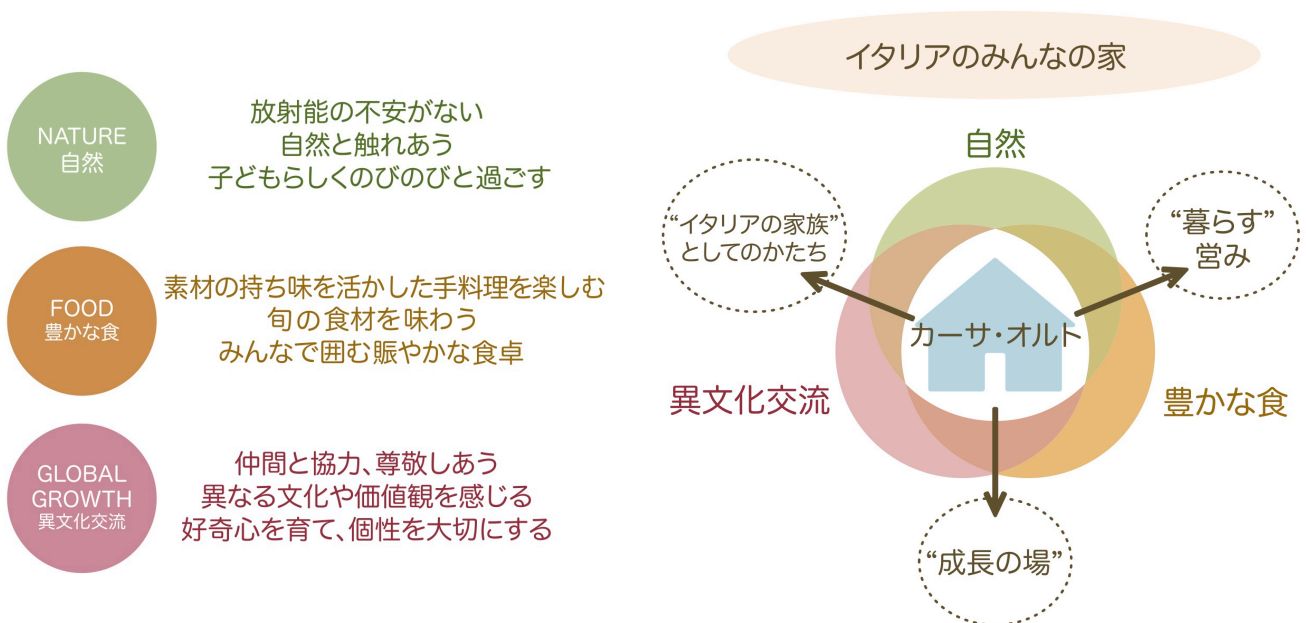 NATURE
自然
放射能の不安がない
自然と触れあう
子どもらしくのびのびと過ごす
FOOD
豊かな食
素材の持ち味を活かした手料理を楽しむ
旬の食材を味わう
みんなで囲む賑やかな食卓
GLOBAL
GROWTH
異文化交流
仲間と協力、尊敬しあう
異なる文化や価値観を感じる
好奇心を育て、個性を大切にする
イタリアのみんなの家
自然
“イタリアの家族”
としてのかたち
“暮らす”
営み
カーサ・オルト
異文化交流
豊かな食
“成長の場”